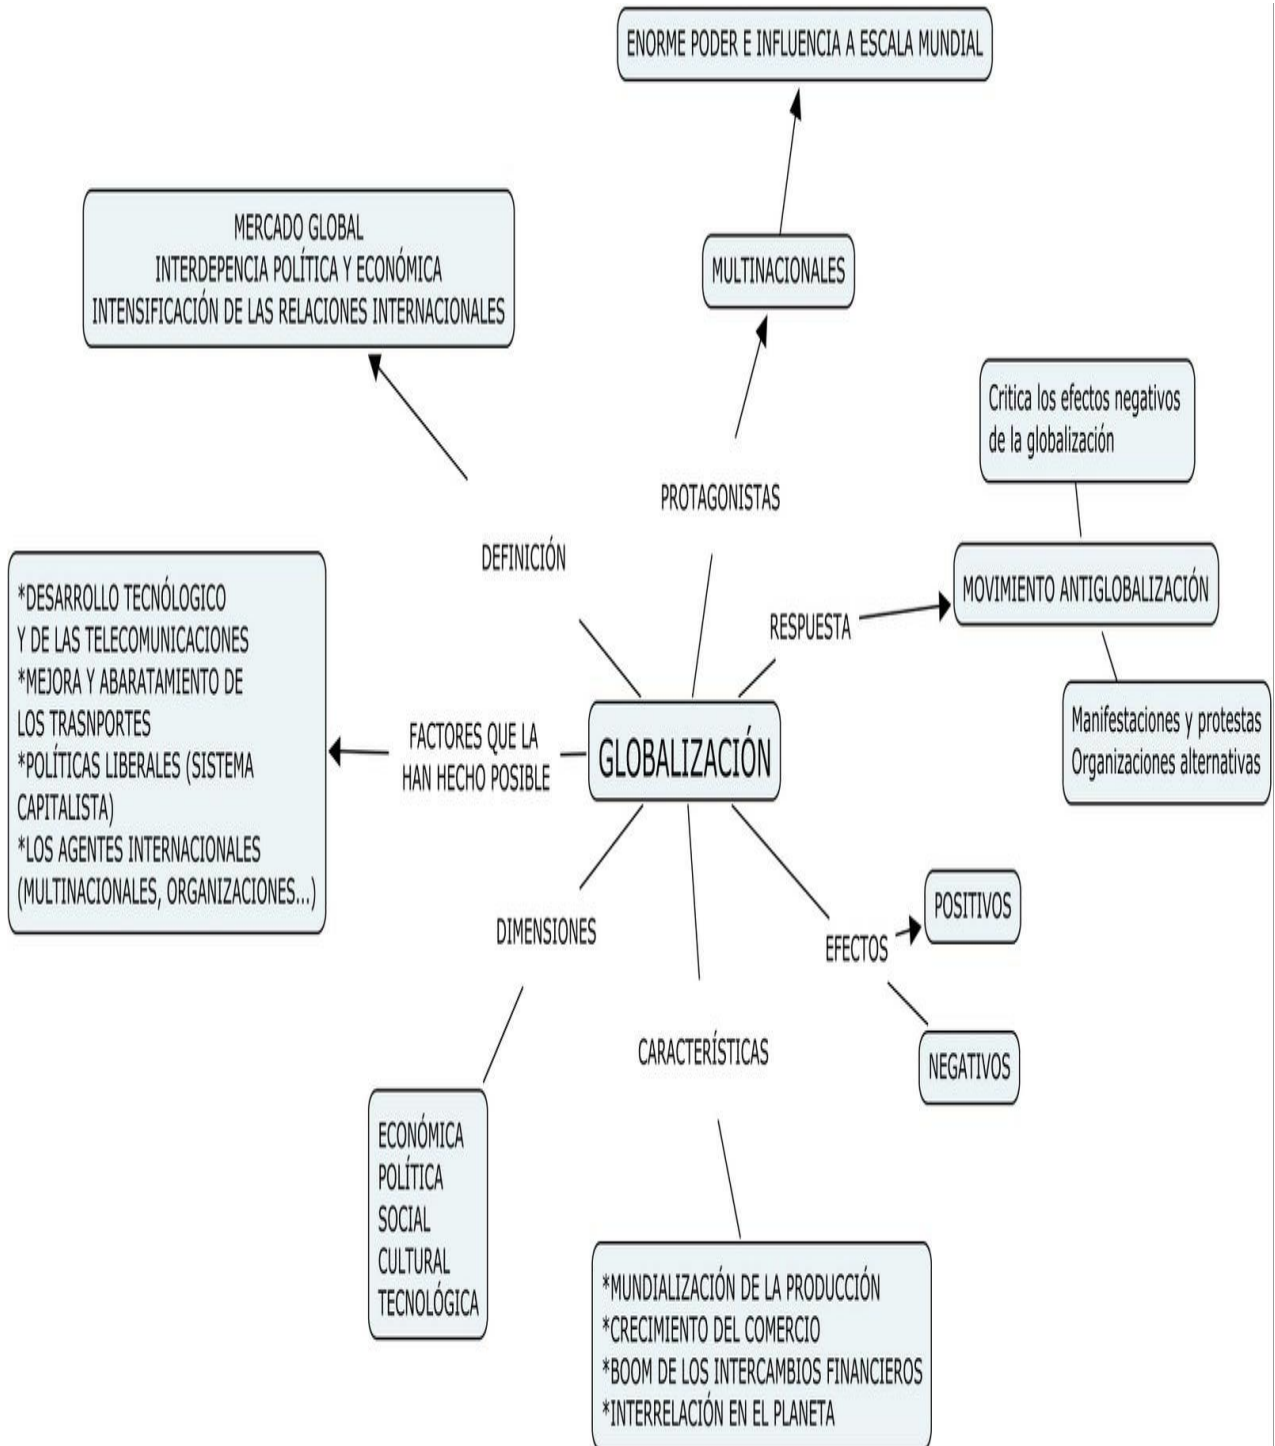 ENORME PODER E INFLUENCIA A ESCALA MUNDIAL
MERCADO GLOBAL
INTERDEPENCIA POLÍTICA Y ECONÓMICA
INTENSIFICACIÓN DE LAS RELACIONES INTERNACIONALES
MULTINACIONALES
Critica los efectos negativos
de la globalización
PROTAGONISTAS
DEFINICIÓN
MOVIMIENTO ANTIGLOBALIZACIÓN
RESPUESTA
*DESARROLLO TECNÓLOGICO
Y DE LAS TELECOMUNICACIONES
*MEJORA Y ABARATAMIENTO DE
LOS TRASNPORTES
*POLÍTICAS LIBERALES (SISTEMA
CAPITALISTA)
*LOS AGENTES INTERNACIONALES
(MULTINACIONALES, ORGANIZACIONES...)
FACTORES QUE LA
HAN HECHO POSIBLE
GLOBALIZACIÓN
Manifestaciones y protestas
Organizaciones alternativas
DIMENSIONES
EFECTOS
POSITIVOS
NEGATIVOS
CARACTERÍSTICAS
ECONÓMICA
POLÍTICA
SOCIAL
CULTURAL
TECNOLÓGICA
*MUNDIALIZACIÓN DE LA PRODUCCIÓN
*CRECIMIENTO DEL COMERCIO
*BOOM DE LOS INTERCAMBIOS FINANCIEROS
*INTERRELACIÓN EN EL PLANETA